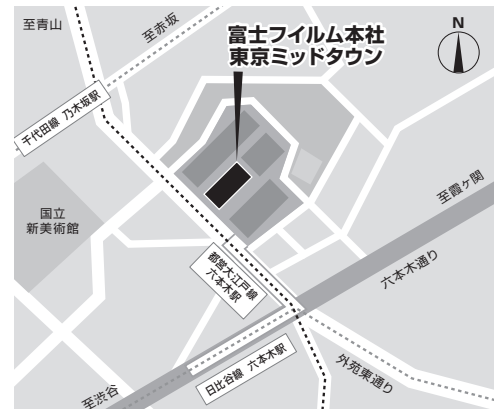 至青山
至赤坂
富士フイルム本社
東京ミッドタウン
N
千代田線 乃木坂駅
国立
新美術館
至霞ヶ関
六本木通り
都営大江戸線
六本木駅
日比谷線 六本木駅
外苑東通り
至渋谷